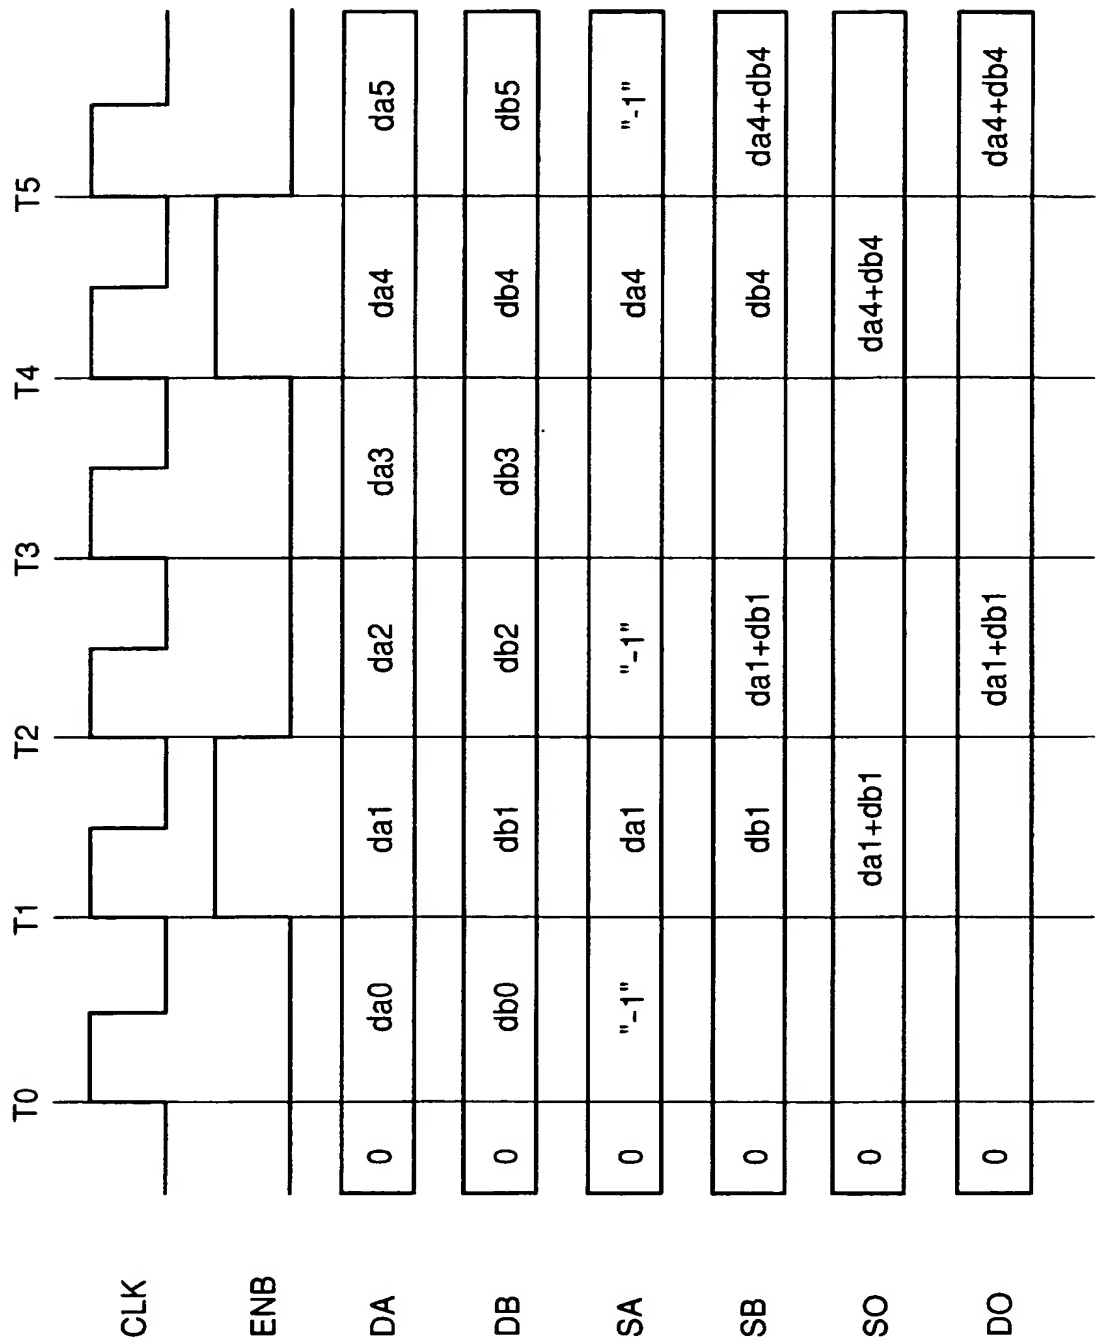 T0 T1 T2 T3 T4 T5
CLK
ENB
DA 0 da0 da1 da2 da3 da4 da5
DB 0 db0 db1 db2 db3 db4 db5
SA 0 "-1" da1 "-1" da4 "-1"
SB 0 db1 da1+db1 db4 da4+db4
SO 0 da1+db1 da4+db4
DO 0 da1+db1 da4+db4